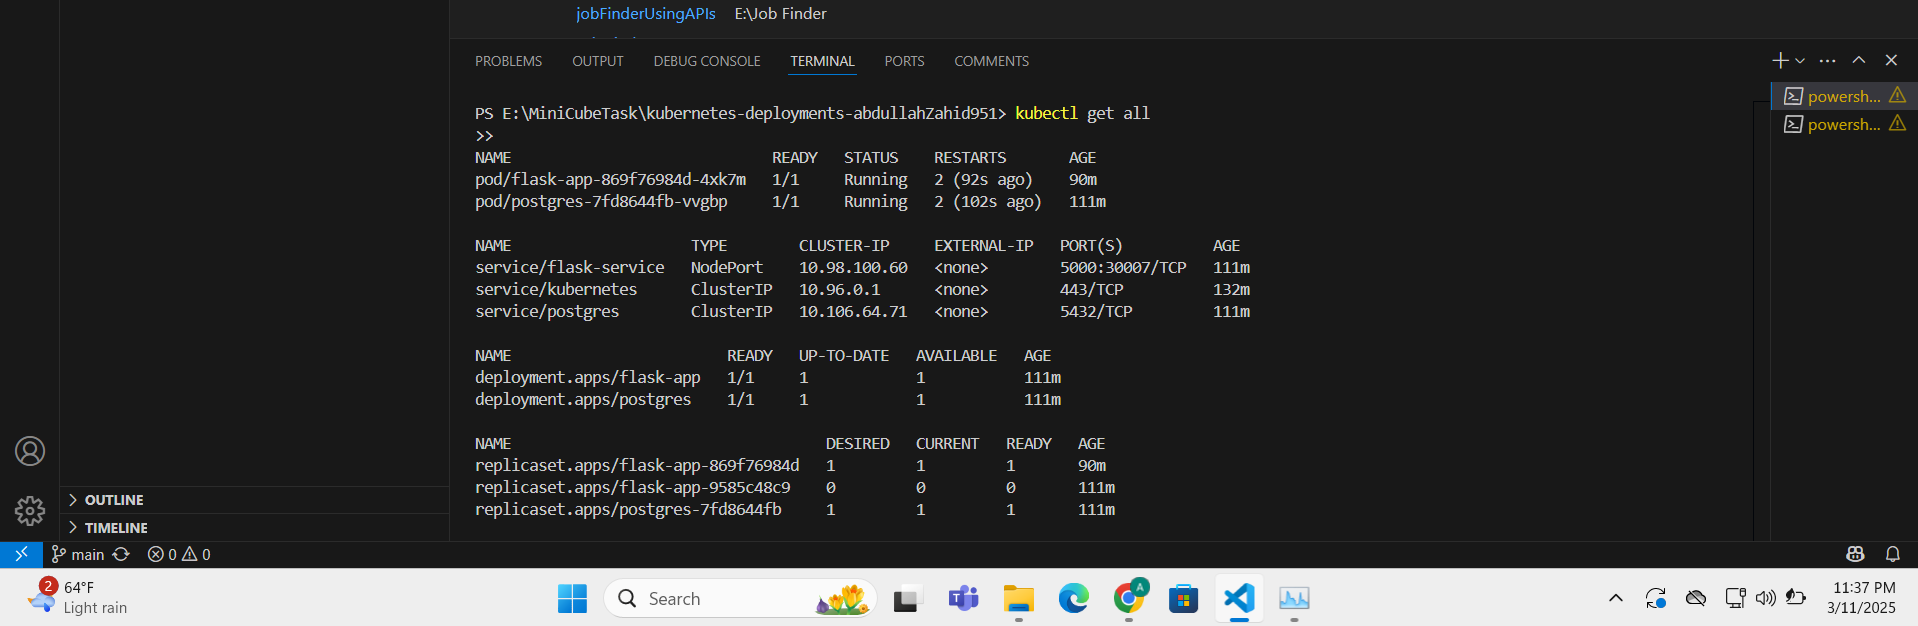 jobFinderUsingAPIs E:\Job Finder
PROBLEMS OUTPUT DEBUG CONSOLE TERMINAL PORTS COMMENTS
powersh...
powersh...
PS E:\MiniCubeTask\kubernetes-deployments-abdullahZahid951> kubectl get all
>>
NAME READY STATUS RESTARTS AGE
pod/flask-app-869f76984d-4xk7m 1/1 Running 2 (92s ago) 90m
pod/postgres-7fd8644fb-vvgbp 1/1 Running 2 (102s ago) 111m
NAME TYPE CLUSTER-IP EXTERNAL-IP PORT(S) AGE
service/flask-service NodePort 10.98.100.60 <none> 5000:30007/TCP 111m
service/kubernetes ClusterIP 10.96.0.1 <none> 443/TCP 132m
service/postgres ClusterIP 10.106.64.71 <none> 5432/TCP 111m
NAME READY UP-TO-DATE AVAILABLE AGE
deployment.apps/flask-app 1/1 1 1 111m
deployment.apps/postgres 1/1 1 1 111m
NAME DESIRED CURRENT READY AGE
replicaset.apps/flask-app-869f76984d 1 1 1 90m
replicaset.apps/flask-app-9585c48c9 0 0 0 111m
replicaset.apps/postgres-7fd8644fb 1 1 1 111m
OUTLINE
TIMELINE
main 0 0
2
64°F
Light rain
Search
A
11:37 PM
3/11/2025